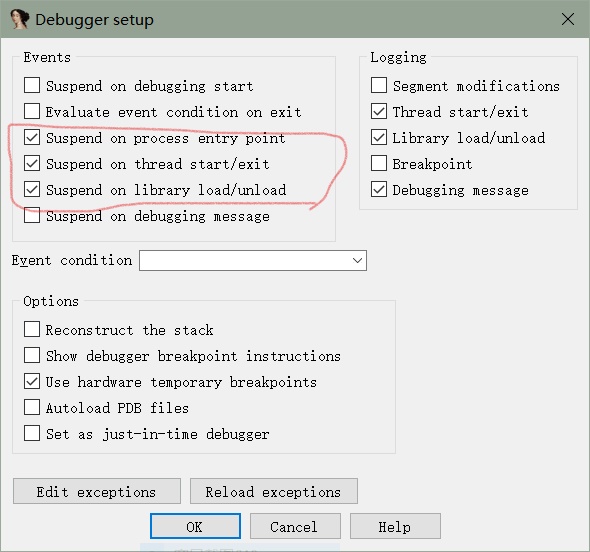 Debugger setup
Events
Suspend on debugging start
Evaluate event condition on exit
Suspend on process entry point
Suspend on thread start/exit
Suspend on library load/unload
Suspend on debugging message
Logging
Segment modifications
Thread start/exit
Library load/unload
Breakpoint
Debugging message
Event condition
Options
Reconstruct the stack
Show debugger breakpoint instructions
Use hardware temporary breakpoints
Autoload PDB files
Set as just-in-time debugger
Edit exceptions
Reload exceptions
OK
Cancel
Help